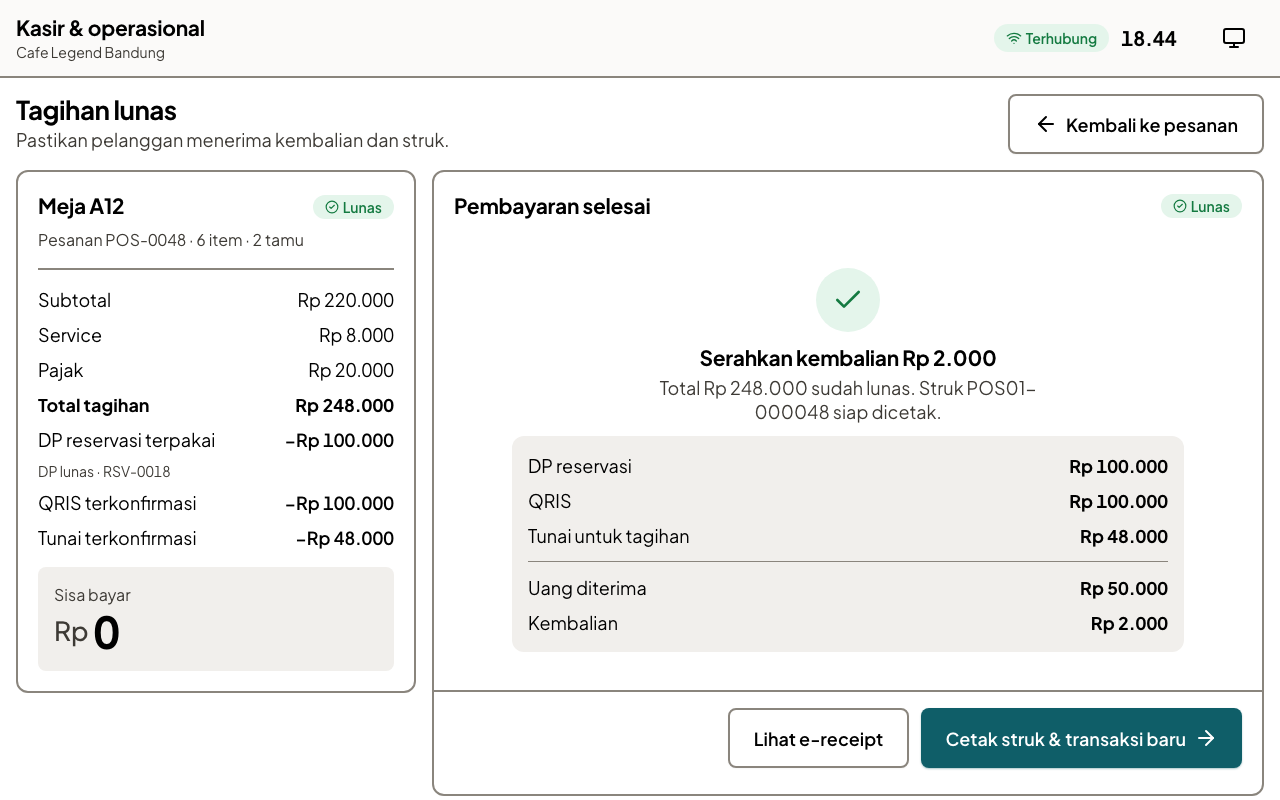 Kasir & operasional
Cafe Legend Bandung
Terhubung
18.44
Tagihan lunas
Pastikan pelanggan menerima kembalian dan struk.
Kembali ke pesanan
Meja A12
Lunas
Pesanan POS-0048 · 6 item · 2 tamu
Subtotal Rp 220.000
Service Rp 8.000
Pajak Rp 20.000
Total tagihan Rp 248.000
DP reservasi terpakai −Rp 100.000
DP lunas · RSV-0018
QRIS terkonfirmasi −Rp 100.000
Tunai terkonfirmasi −Rp 48.000
Sisa bayar
Rp 0
Pembayaran selesai
Lunas
Serahkan kembalian Rp 2.000
Total Rp 248.000 sudah lunas. Struk POS01-
000048 siap dicetak.
DP reservasi Rp 100.000
QRIS Rp 100.000
Tunai untuk tagihan Rp 48.000
Uang diterima Rp 50.000
Kembalian Rp 2.000
Lihat e-receipt
Cetak struk & transaksi baru